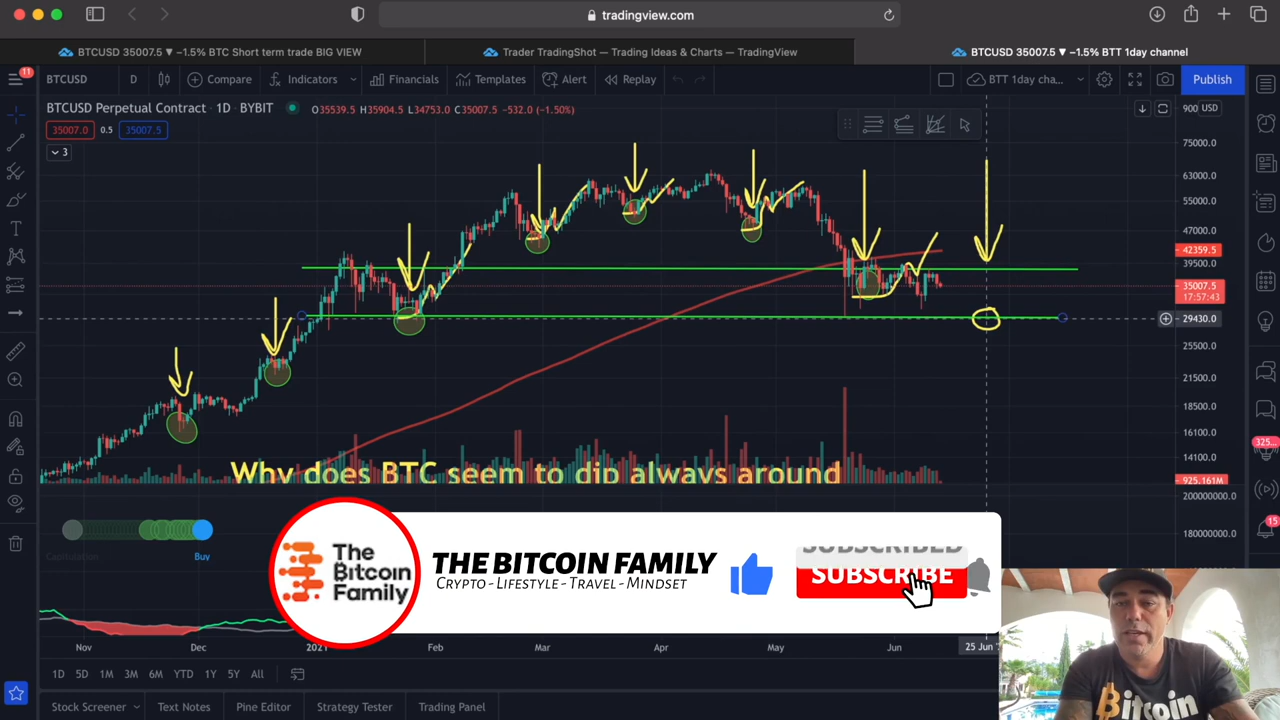 tradingview.com
BTCUSD 35007.5 ▼ −1.5% BTC Short term trade BIG VIEW
Trader TradingShot — Trading Ideas & Charts — TradingView
BTCUSD 35007.5 ▼ −1.5% BTT 1day channel
11
BTCUSD
D
Compare
Indicators
Financials
Templates
Alert
Replay
BTT 1day cha...
Publish
BTCUSD Perpetual Contract · 1D · BYBIT
O35539.5 H35904.5 L34753.0 C35007.5 −532.0 (−1.50%)
900
USD
35007.0
0.5
35007.5
3
75000.0
63000.0
55000.0
47000.0
42359.5
39500.0
35007.5
17:57:43
29430.0
25500.0
21500.0
18500.0
16100.0
14100.0
925.161M
200000000.0
180000000.0
325...
15
Why does BTC seem to dip always around
Capitulation
Buy
The
Bitcoin
Family
THE BITCOIN FAMILY
CRYPTO - LIFESTYLE - TRAVEL - MINDSET
SUBSCRIBED
SUBSCRIBE
Bitcoin
Nov
Dec
2021
Feb
Mar
Apr
May
Jun
25 Jun
1D
5D
1M
3M
6M
YTD
1Y
5Y
All
Stock Screener
Text Notes
Pine Editor
Strategy Tester
Trading Panel